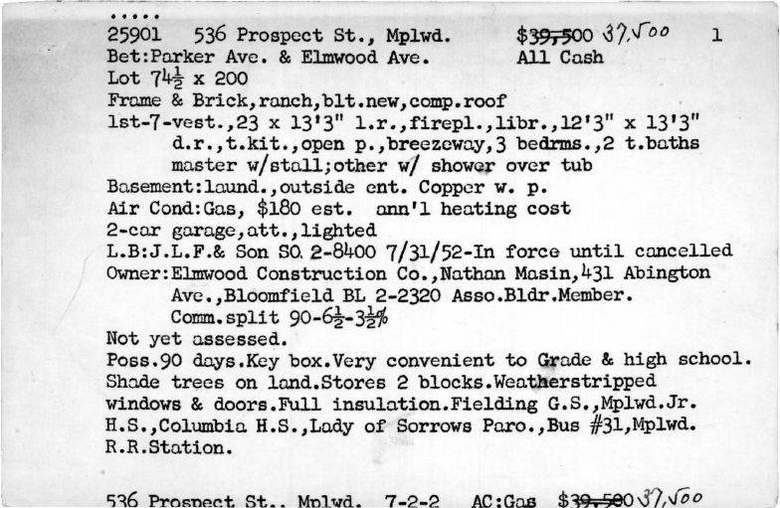 .....
25901 536 Prospect St., Mplwd. $39,500 37,500 1
Bet:Parker Ave. & Elmwood Ave. All Cash
Lot 74½ x 200
Frame & Brick,ranch,blt.new,comp.roof
1st-7-vest.,23 x 13'3" l.r.,firepl.,libr.,12'3" x 13'3"
d.r.,t.kit.,open p.,breezeway,3 bedrms.,2 t.baths
master w/stall;other w/ shower over tub
Basement:laund.,outside ent. Copper w. p.
Air Cond:Gas, $180 est. ann'l heating cost
2-car garage,att.,lighted
L.B:J.L.F.& Son SO. 2-8400 7/31/52-In force until cancelled
Owner:Elmwood Construction Co.,Nathan Masin,431 Abington
Ave.,Bloomfield BL 2-2320 Asso.Bldr.Member.
Comm.split 90-6½-3½%
Not yet assessed.
Poss.90 days.Key box.Very convenient to Grade & high school.
Shade trees on land.Stores 2 blocks.Weatherstripped
windows & doors.Full insulation.Fielding G.S.,Mplwd.Jr.
H.S.,Columbia H.S.,Lady of Sorrows Paro.,Bus #31,Mplwd.
R.R.Station.
536 Prospect St., Mplwd. 7-2-2 AC:Gas $39,500 37,500